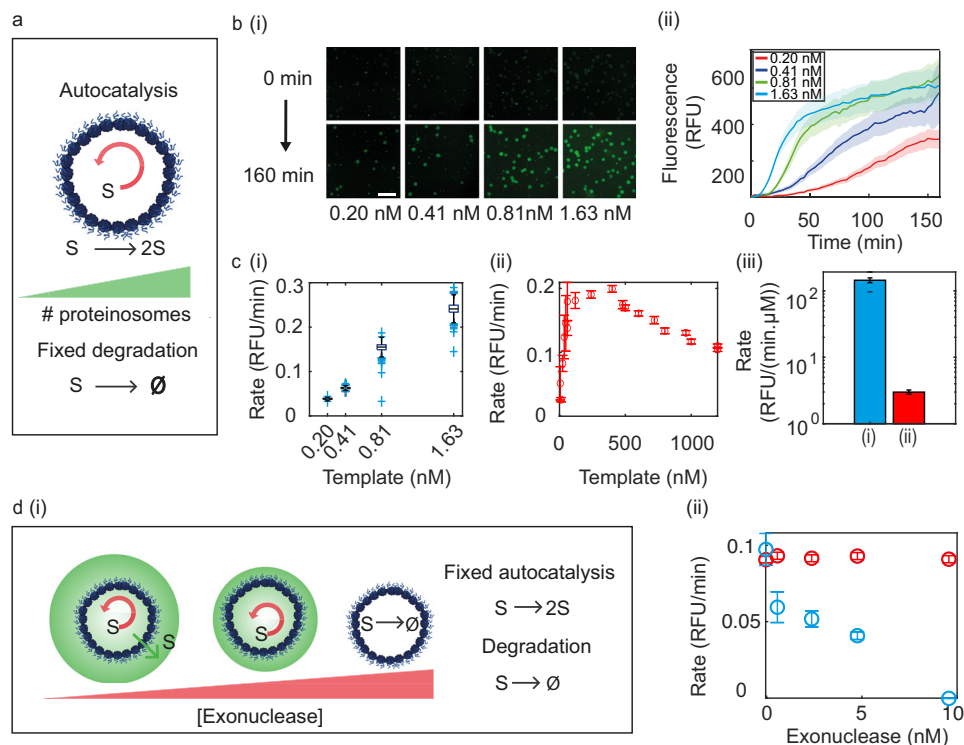 a
Autocatalysis
S
S → 2S
# proteinosomes
Fixed degradation
S → Ø
b (i)
0 min
160 min
0.20 nM 0.41 nM 0.81nM 1.63 nM
(ii)
0.20 nM
0.41 nM
0.81 nM
1.63 nM
Fluorescence
(RFU)
600
400
200
0 50 100 150
Time (min)
c (i)
Rate (RFU/min)
0.3
0.2
0.1
0
0.20 0.41 0.81 1.63
Template (nM)
(ii)
Rate (RFU/min)
0.2
0.1
0
0 500 1000
Template (nM)
(iii)
Rate
(RFU/(min.µM))
10²
10¹
10⁰
(i) (ii)
d (i)
S S
S
S → Ø
[Exonuclease]
Fixed autocatalysis
S → 2S
Degradation
S → Ø
(ii)
Rate (RFU/min)
0.1
0.05
0
0 5 10
Exonuclease (nM)